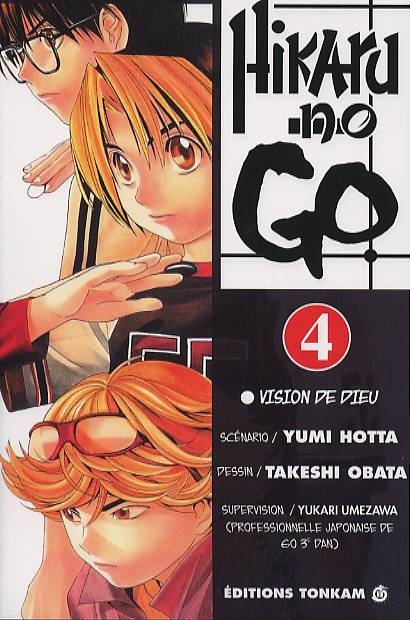 Hikaru
no
Go
4
VISION DE DIEU
SCÉNARIO / YUMI HOTTA
DESSIN / TAKESHI OBATA
SUPERVISION / YUKARI UMEZAWA
(PROFESSIONNELLE JAPONAISE DE
GO 3e DAN)
ÉDITIONS TONKAM